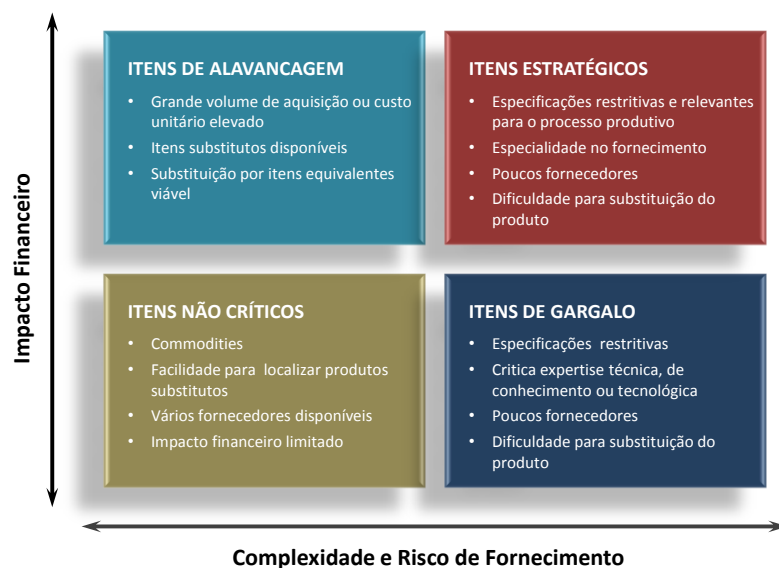 Impacto Financeiro
ITENS DE ALAVANCAGEM
• Grande volume de aquisição ou custo
unitário elevado
• Itens substitutos disponíveis
• Substituição por itens equivalentes
viável
ITENS ESTRATÉGICOS
• Especificações restritivas e relevantes
para o processo produtivo
• Especialidade no fornecimento
• Poucos fornecedores
• Dificuldade para substituição do
produto
ITENS NÃO CRÍTICOS
• Commodities
• Facilidade para localizar produtos
substitutos
• Vários fornecedores disponíveis
• Impacto financeiro limitado
ITENS DE GARGALO
• Especificações restritivas
• Critica expertise técnica, de
conhecimento ou tecnológica
• Poucos fornecedores
• Dificuldade para substituição do
produto
Complexidade e Risco de Fornecimento